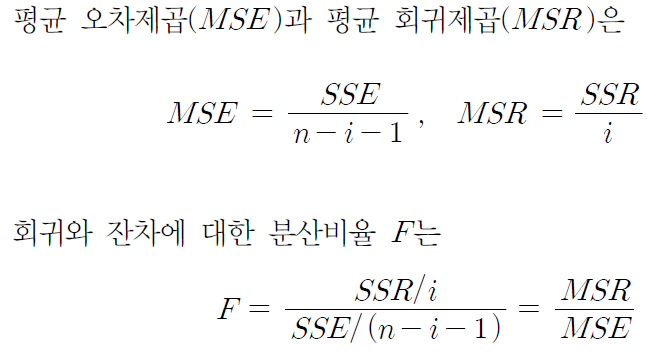 평균 오차제곱(MSE)과 평균 회귀제곱(MSR)은
MSE = SSE / (n − i − 1) , MSR = SSR / i
회귀와 잔차에 대한 분산비율 F는
F = (SSR/i) / (SSE/(n − i − 1)) = MSR / MSE